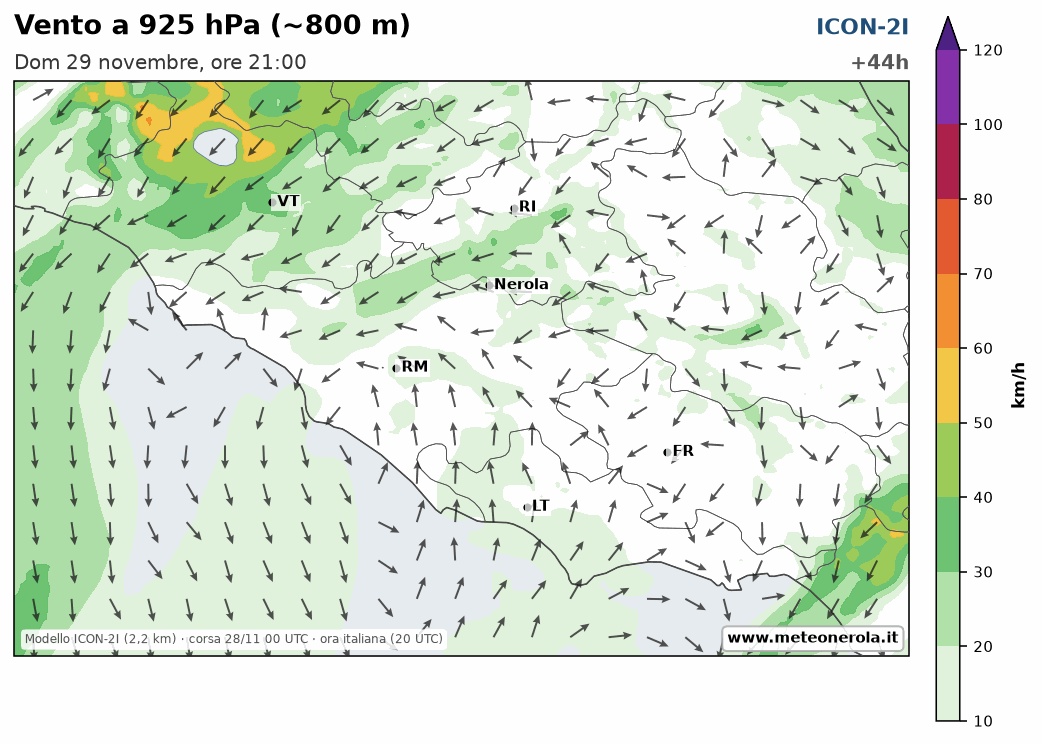 Vento a 925 hPa (~800 m)
ICON-2I
Dom 29 novembre, ore 21:00
+44h
VT
RI
Nerola
RM
FR
LT
Modello ICON-2I (2,2 km) · corsa 28/11 00 UTC · ora italiana (20 UTC)
www.meteonerola.it
120
100
80
70
60
50
40
30
20
10
km/h